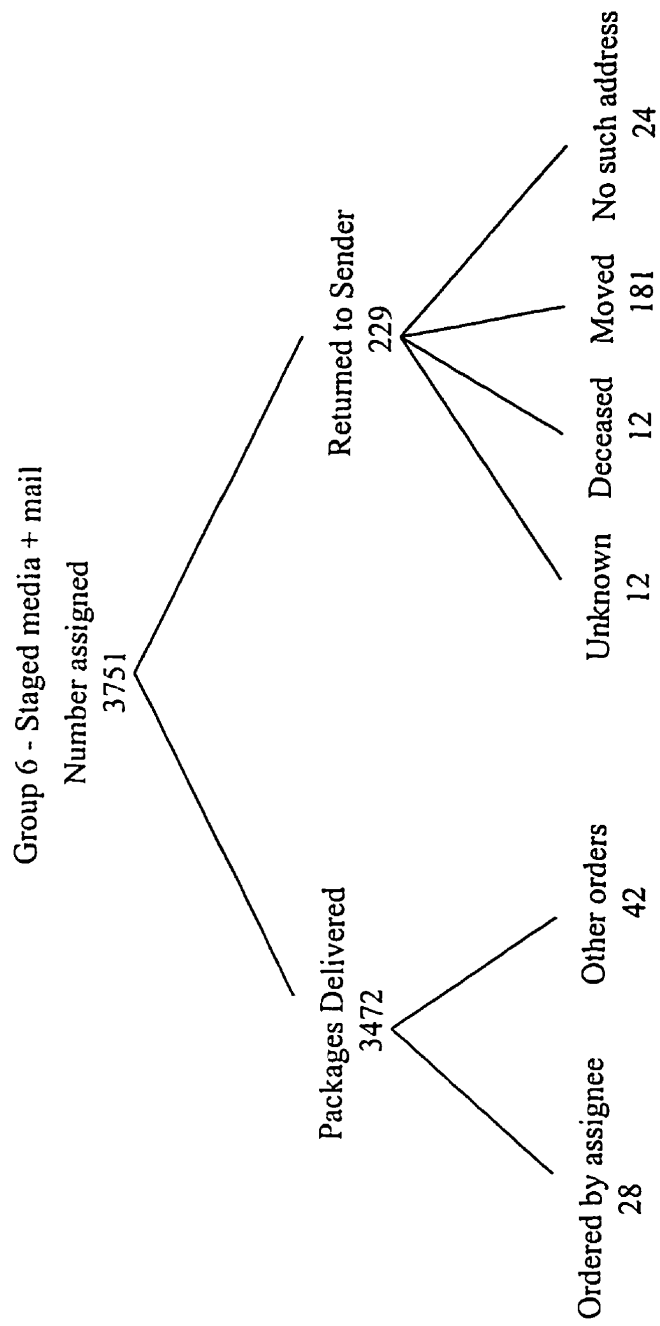 Group 6 - Staged media + mail
Number assigned
3751
Packages Delivered
3472
Returned to Sender
229
Ordered by assignee
28
Other orders
42
Unknown
12
Deceased
12
Moved
181
No such address
24